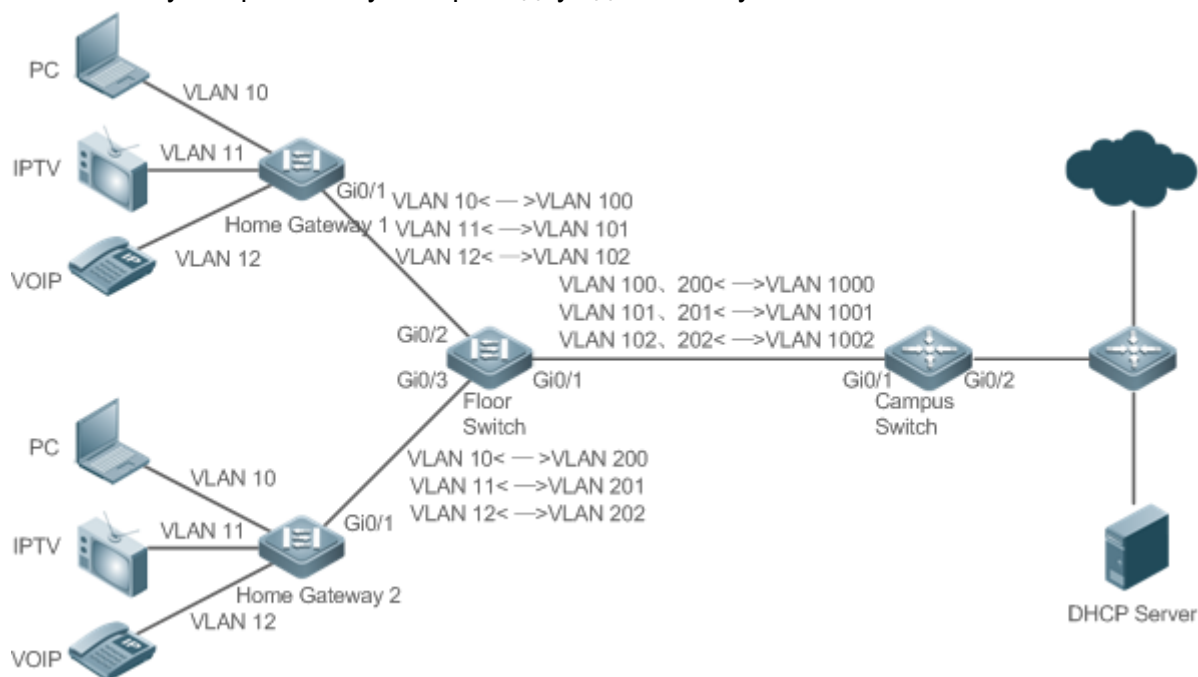 PC
VLAN 10
IPTV
VLAN 11
Gi0/1
Home Gateway 1
VOIP
VLAN 12
VLAN 10< — >VLAN 100
VLAN 11< —>VLAN 101
VLAN 12< —>VLAN 102
VLAN 100、200< —>VLAN 1000
VLAN 101、201< —>VLAN 1001
VLAN 102、202< —>VLAN 1002
Gi0/2
Gi0/3
Gi0/1
Floor
Switch
Gi0/1
Gi0/2
Campus
Switch
VLAN 10< — >VLAN 200
VLAN 11< —>VLAN 201
VLAN 12< —>VLAN 202
PC
VLAN 10
IPTV
VLAN 11
Gi0/1
Home Gateway 2
VLAN 12
VOIP
IP
IP
DHCP Server